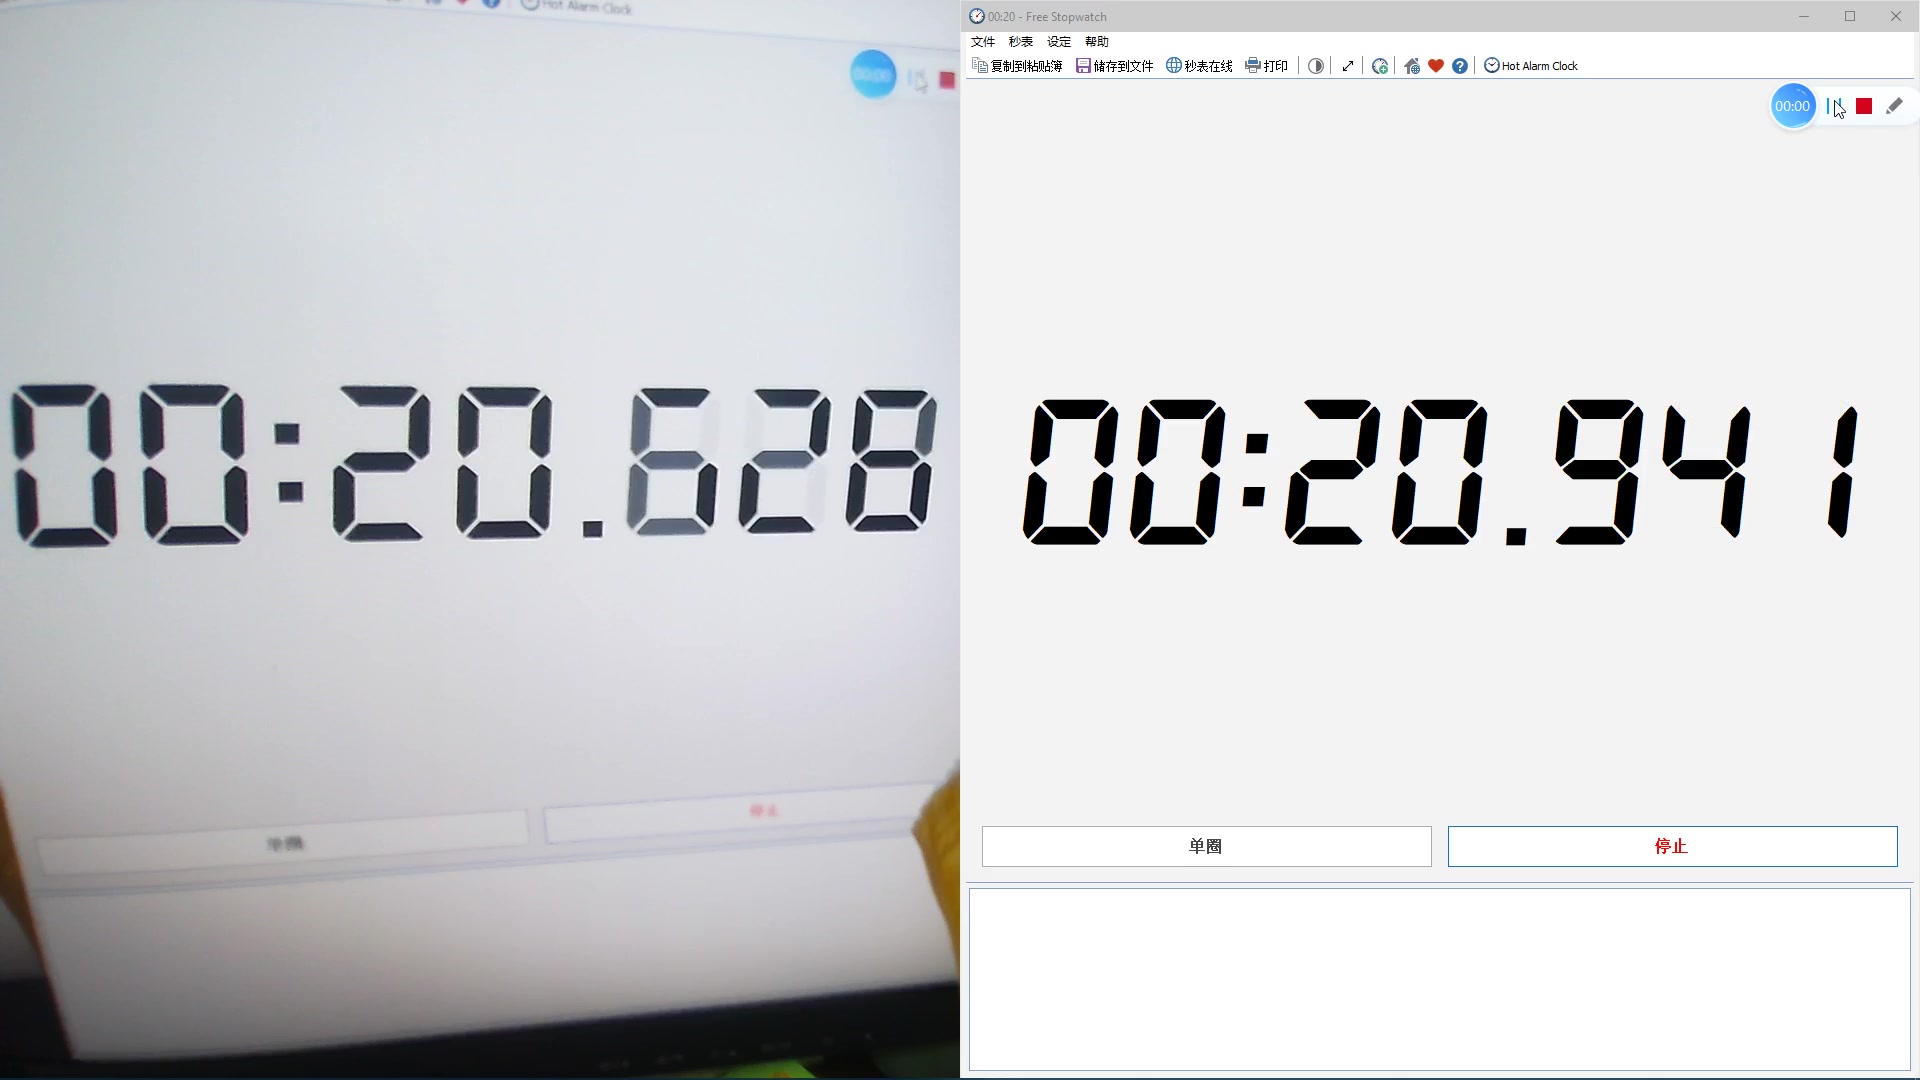 Hot Alarm Clock
00:20.628
单圈
停止
00:20 - Free Stopwatch
文件 秒表 设定 帮助
复制到粘贴簿 储存到文件 秒表在线 打印 Hot Alarm Clock
00:00
00:20.941
单圈 停止